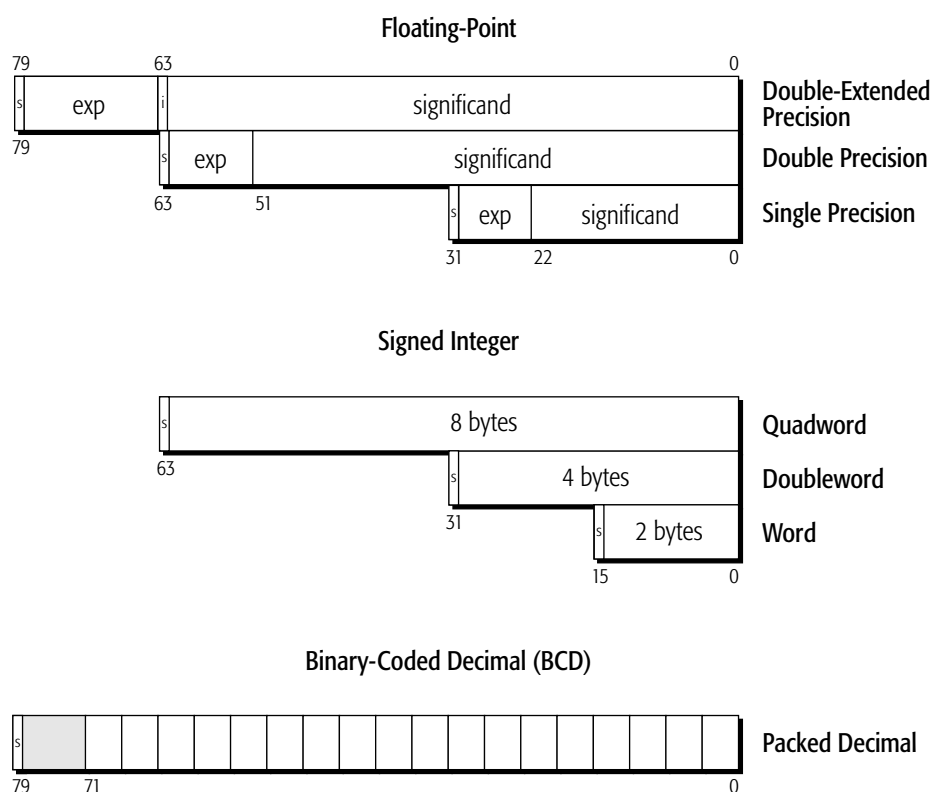 Floating-Point
79 63 0
s exp i significand Double-Extended
Precision
79
s exp significand Double Precision
63 51
s exp significand Single Precision
31 22 0
Signed Integer
s 8 bytes Quadword
63
s 4 bytes Doubleword
31
s 2 bytes Word
15 0
Binary-Coded Decimal (BCD)
s Packed Decimal
79 71 0